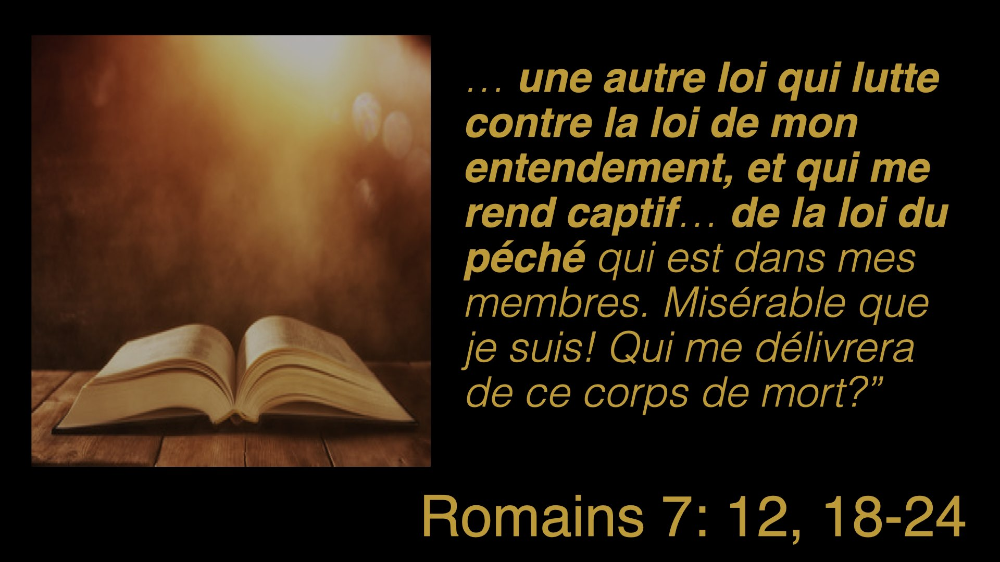 … une autre loi qui lutte
contre la loi de mon
entendement, et qui me
rend captif… de la loi du
péché qui est dans mes
membres. Misérable que
je suis! Qui me délivrera
de ce corps de mort?”
Romains 7: 12, 18-24